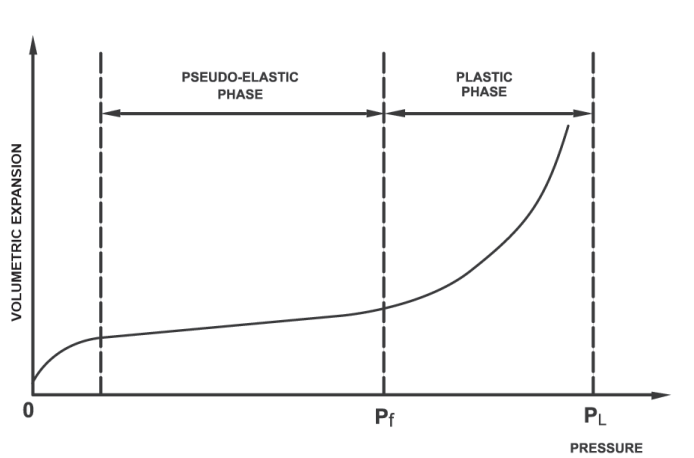 PSEUDO-ELASTIC
PHASE
PLASTIC
PHASE
VOLUMETRIC EXPANSION
0
Pf
PL
PRESSURE